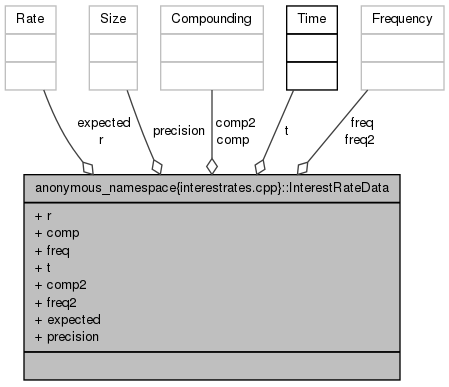 Rate
Size
Compounding
Time
Frequency
expected
r
precision
comp2
comp
t
freq
freq2
anonymous_namespace{interestrates.cpp}::InterestRateData
+ r
+ comp
+ freq
+ t
+ comp2
+ freq2
+ expected
+ precision